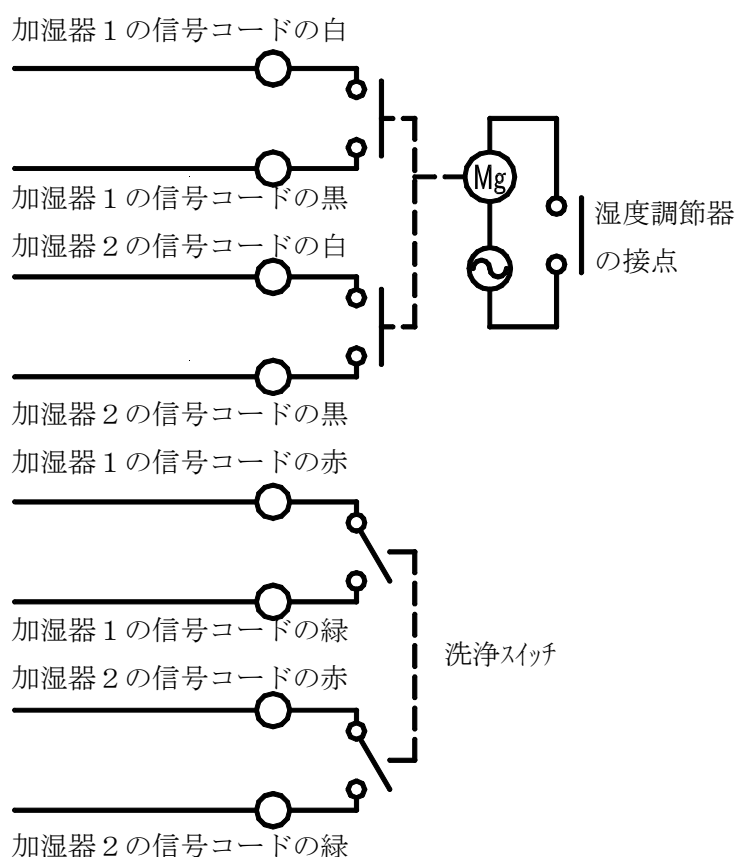 加湿器１の信号コードの白
加湿器１の信号コードの黒
加湿器２の信号コードの白
Mg
湿度調節器
の接点
加湿器２の信号コードの黒
加湿器１の信号コードの赤
加湿器１の信号コードの緑
加湿器２の信号コードの赤
洗浄ｽｲｯﾁ
加湿器２の信号コードの緑